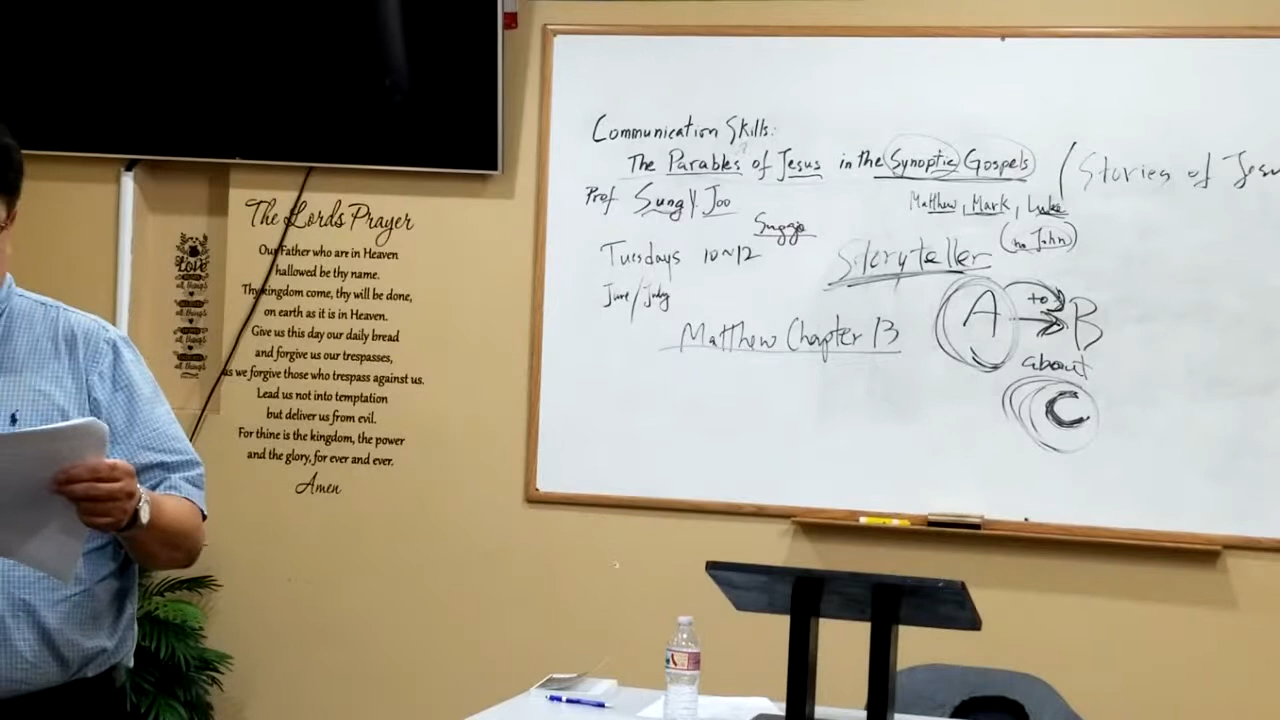 The Lords Prayer
Our Father who are in Heaven
hallowed be thy name.
Thy kingdom come, thy will be done,
on earth as it is in Heaven.
Give us this day our daily bread
and forgive us our trespasses,
as we forgive those who trespass against us.
Lead us not into temptation
but deliver us from evil.
For thine is the kingdom, the power
and the glory, for ever and ever.
Amen
LOVE
Communication Skills:
The Parables of Jesus in the Synoptic Gospels / Stories of Jesu
Prof Sung Y. Joo
Matthew, Mark, Luke
(no John)
Tuesdays 10~12
Storyteller
June/July
Matthew Chapter 13
A to B
about
C